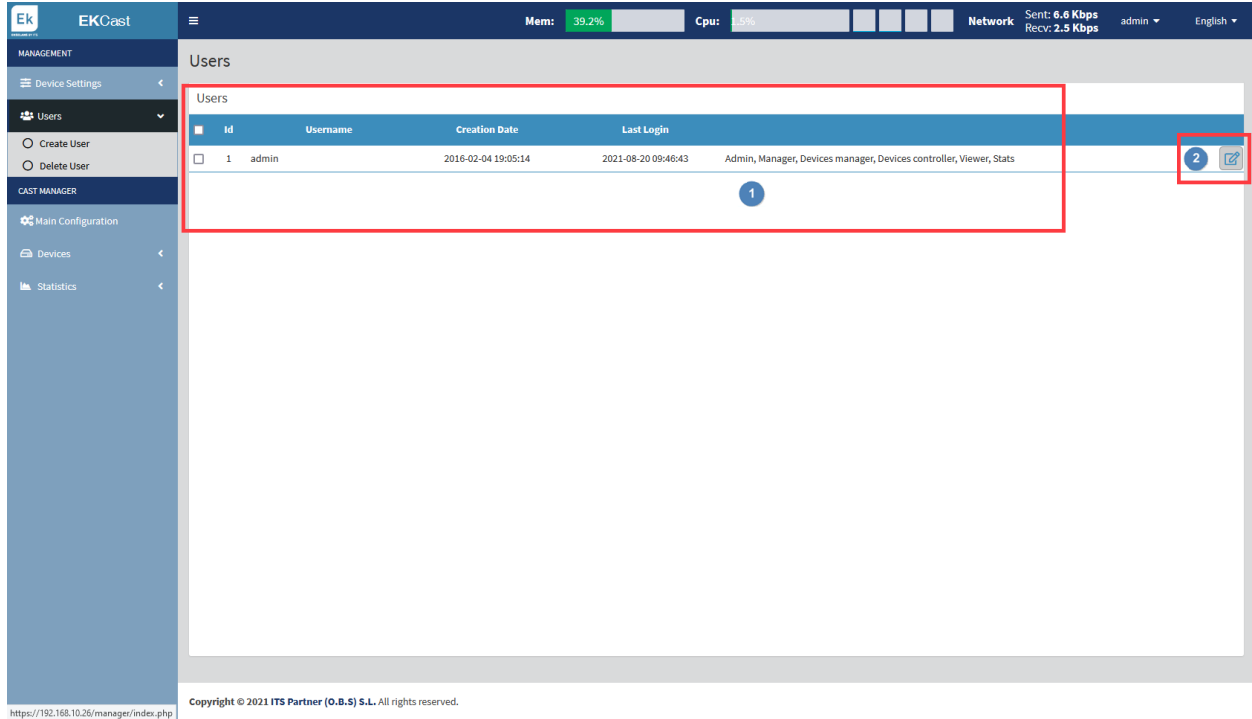 Ek
EKCast
Mem: 39.2% Cpu: 1.5% Network Sent: 6.6 Kbps
Recv: 2.5 Kbps
admin English
MANAGEMENT
Device Settings
Users
Create User
Delete User
CAST MANAGER
Main Configuration
Devices
Statistics
Users
Users
Id Username Creation Date Last Login
1 admin 2016-02-04 19:05:14 2021-08-20 09:46:43 Admin, Manager, Devices manager, Devices controller, Viewer, Stats
2
1
Copyright © 2021 ITS Partner (O.B.S) S.L. All rights reserved.
https://192.168.10.26/manager/index.php